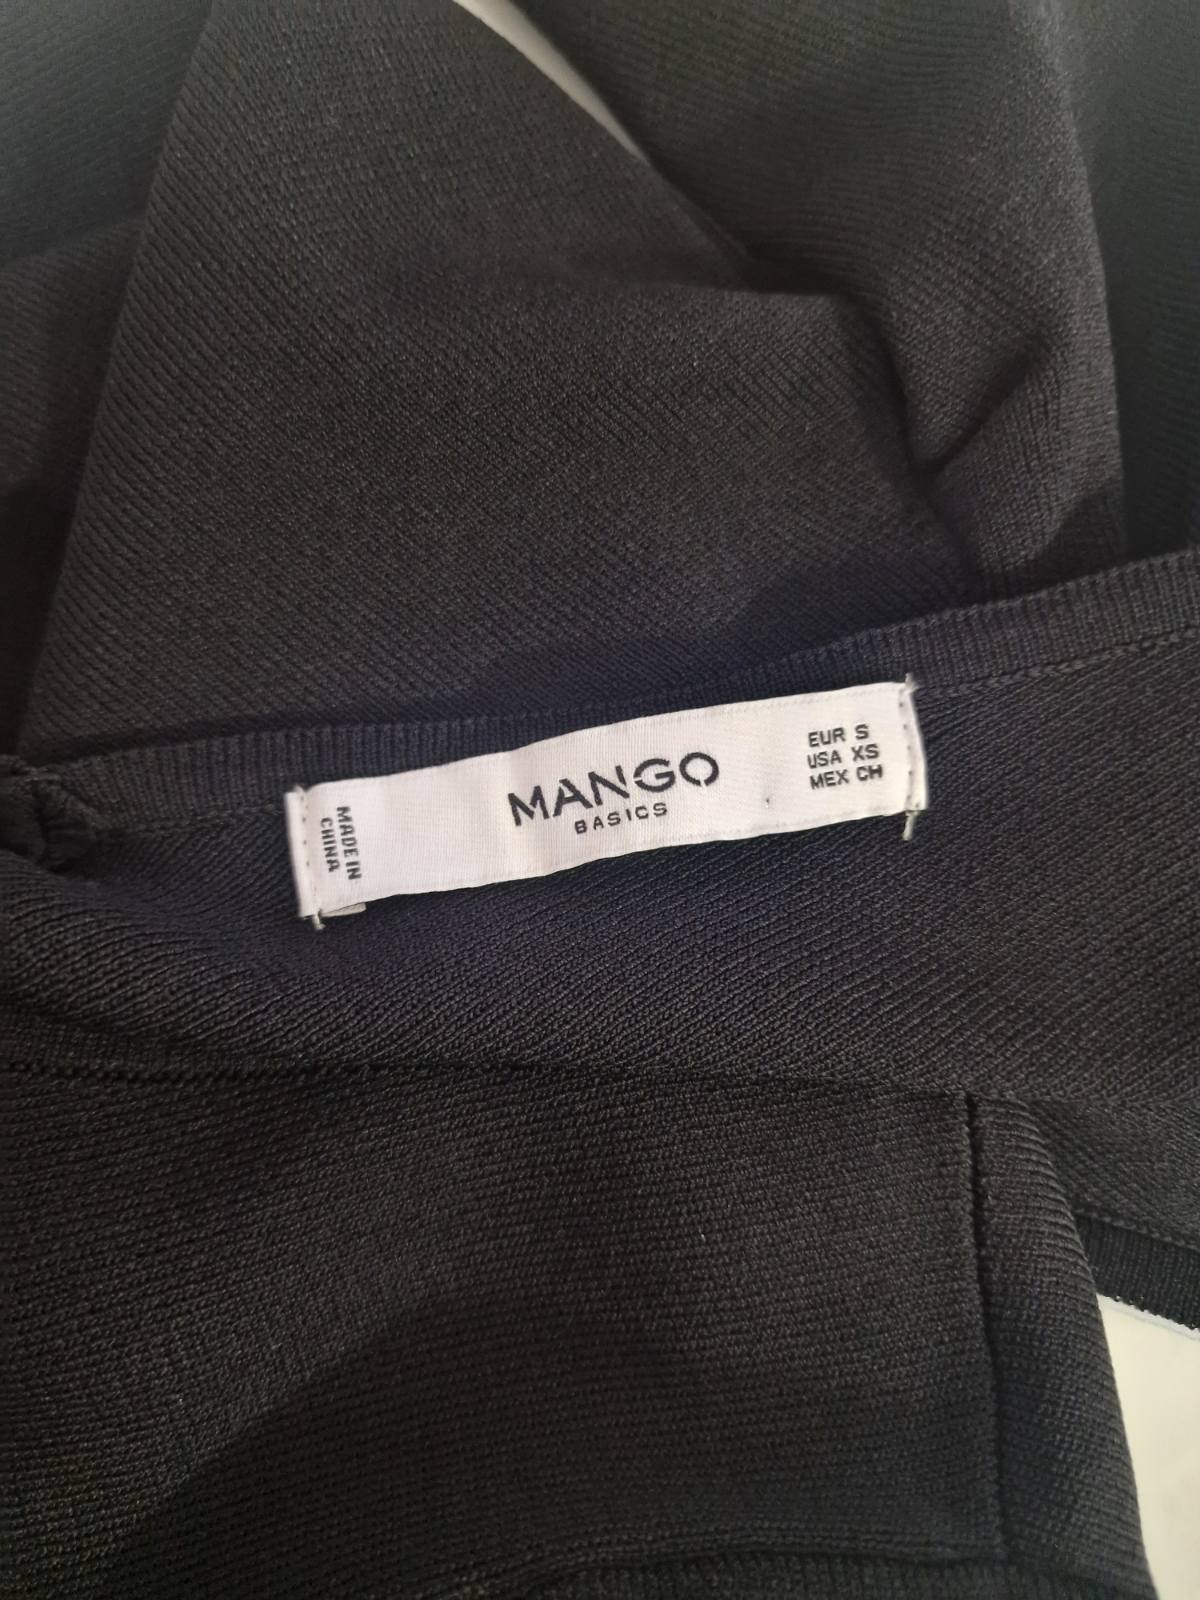 MADE IN
CHINA
MANGO
BASICS
EUR S
USA XS
MEX CH